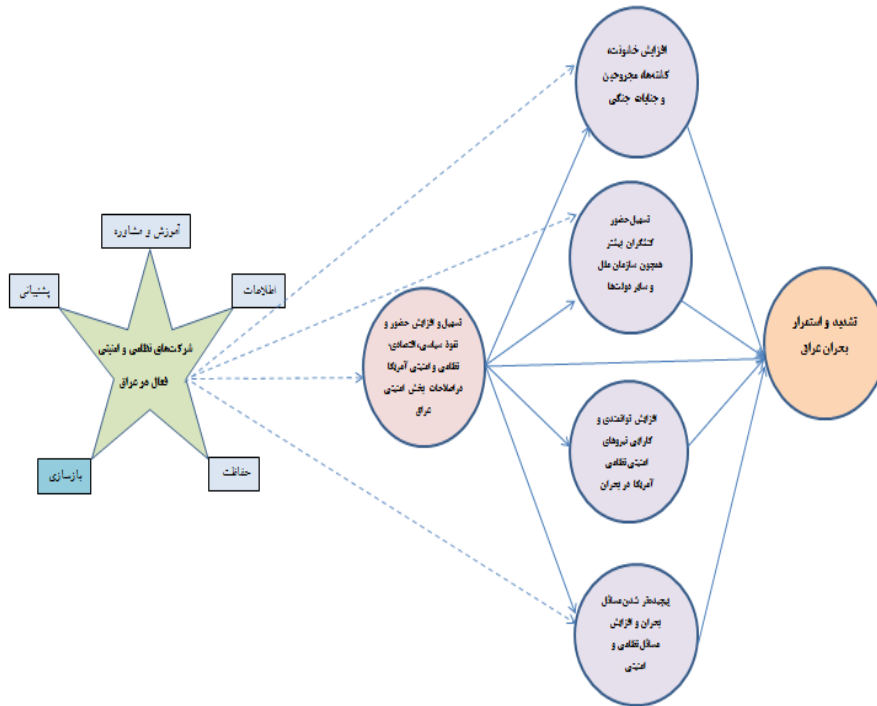 افزایش خشونت،
کشته‌ها، مجروحین
و جنایات جنگی
آموزش و مشاوره
پشتیبانی
اطلاعات
شرکت‌های نظامی و امنیتی
فعال در عراق
بازسازی
حفاظت
تسهیل و افزایش حضور و
نفوذ سیاسی، اقتصادی،
نظامی و امنیتی آمریکا
در اصلاحات بخش امنیتی
عراق
تسهیل حضور
کنشگران بیشتر
همچون سازمان ملل
و سایر دولت‌ها
افزایش توانمندی و
کارایی نیروهای
امنیتی نظامی
آمریکا در بحران
پیچیده‌تر شدن مسائل
بحران و افزایش
مسائل نظامی و
امنیتی
تشدید و استمرار
بحران عراق